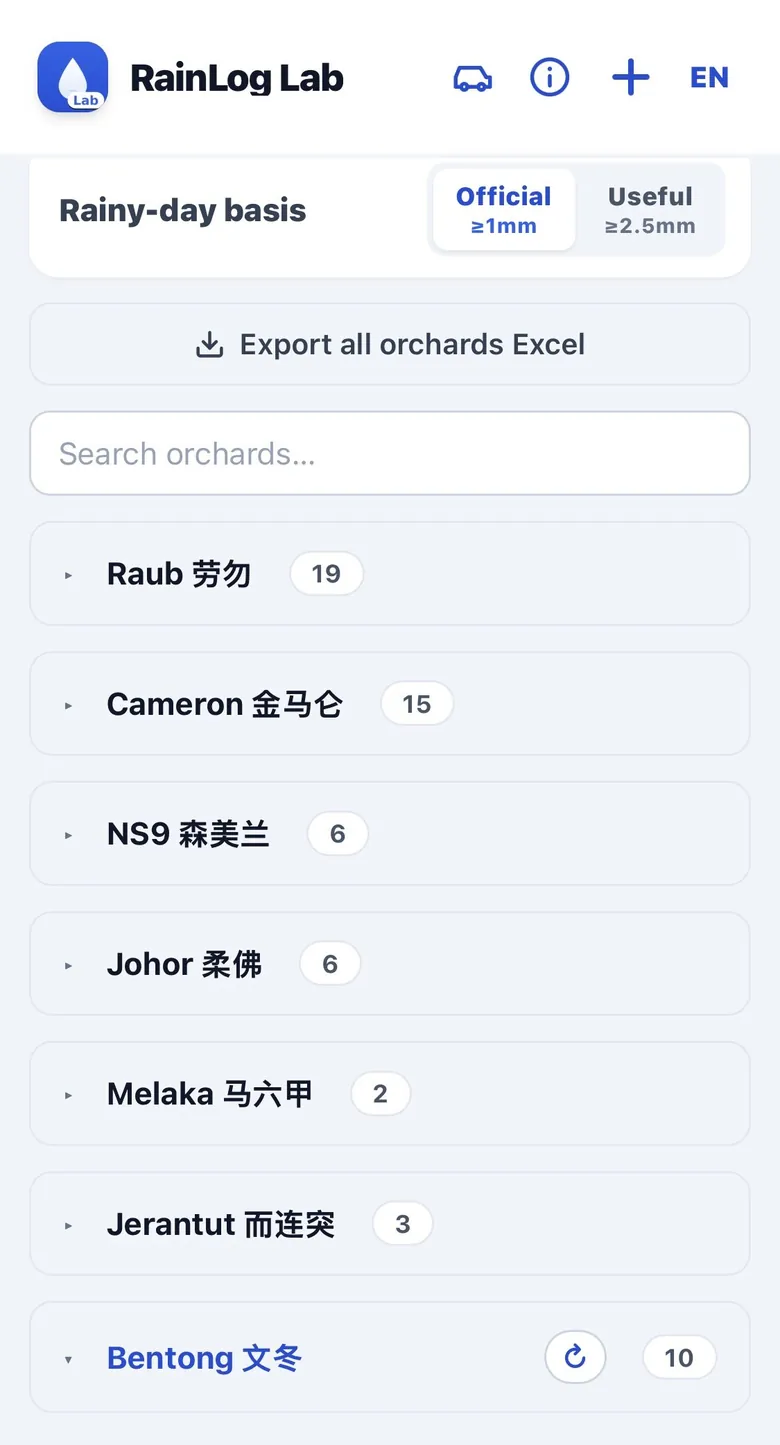 Lab
RainLog Lab
EN
Rainy-day basis
Official
≥1mm
Useful
≥2.5mm
Export all orchards Excel
Search orchards...
Raub 劳勿 19
Cameron 金马仑 15
NS9 森美兰 6
Johor 柔佛 6
Melaka 马六甲 2
Jerantut 而连突 3
Bentong 文冬 10